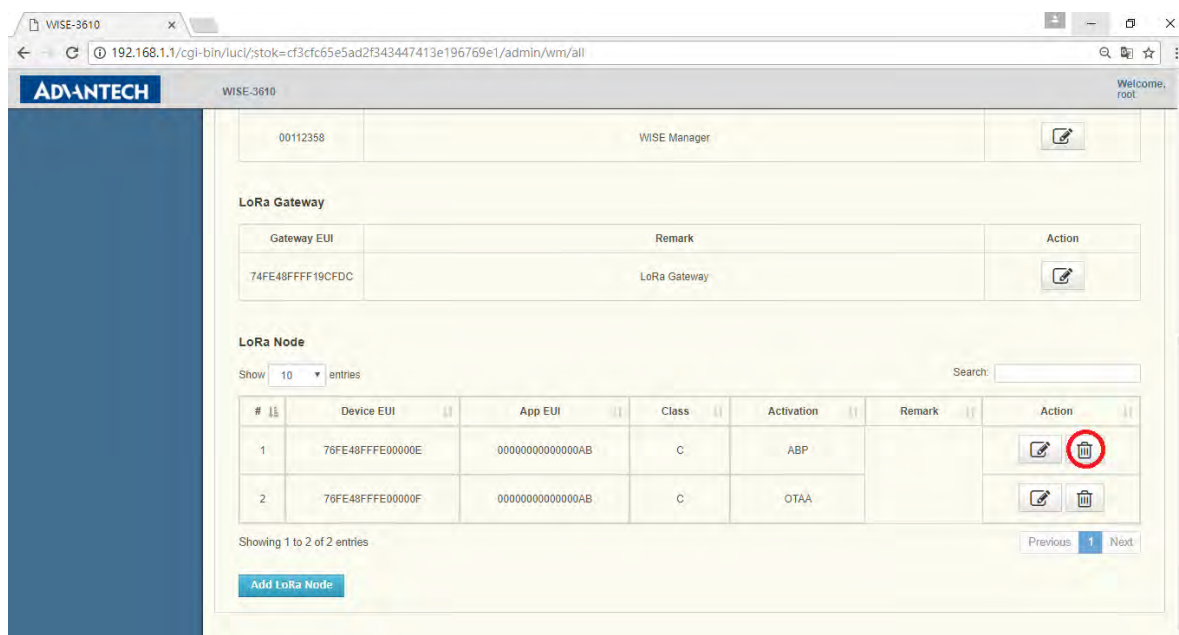 WISE-3610
192.168.1.1/cgi-bin/luci/;stok=cf3cfc65e5ad2f343447413e196769e1/admin/wm/all
ADVANTECH WISE-3610 Welcome, root
00112358 WISE Manager
LoRa Gateway
Gateway EUI Remark Action
74FE48FFFF19CFDC LoRa Gateway
LoRa Node
Show 10 entries Search:
# Device EUI App EUI Class Activation Remark Action
1 76FE48FFFE00000E 00000000000000AB C ABP
2 76FE48FFFE00000F 00000000000000AB C OTAA
Showing 1 to 2 of 2 entries Previous 1 Next
Add LoRa Node